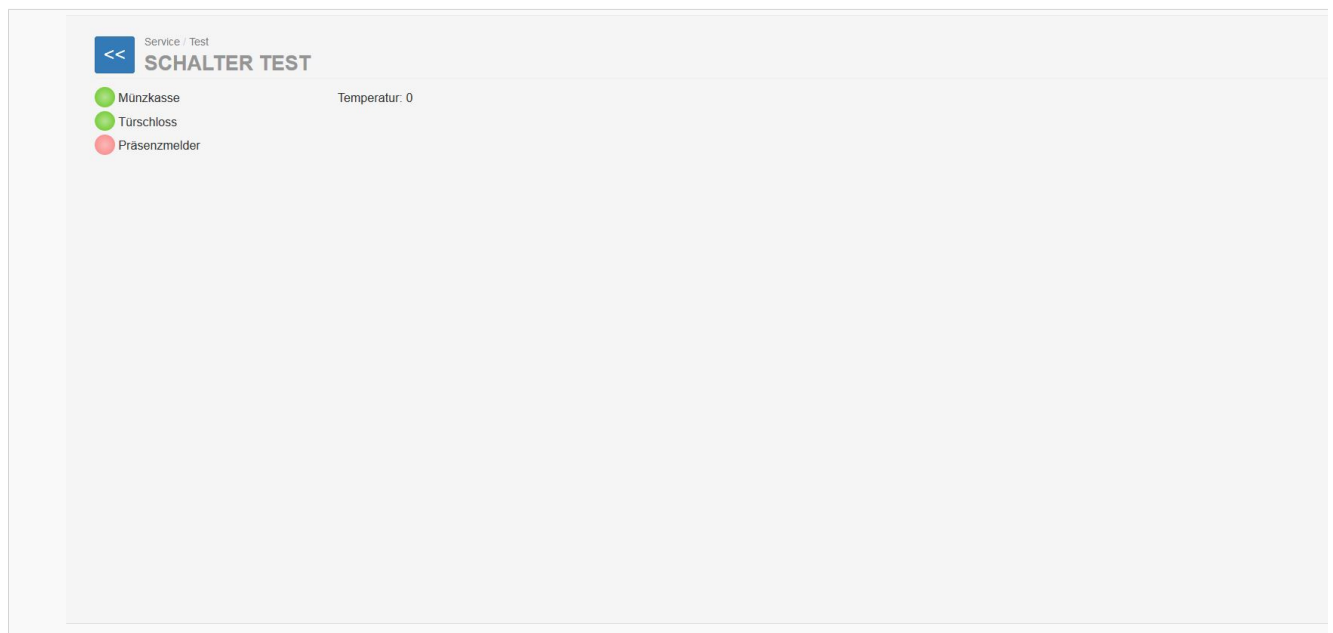 <<
Service / Test
SCHALTER TEST
Münzkasse
Temperatur: 0
Türschloss
Präsenzmelder